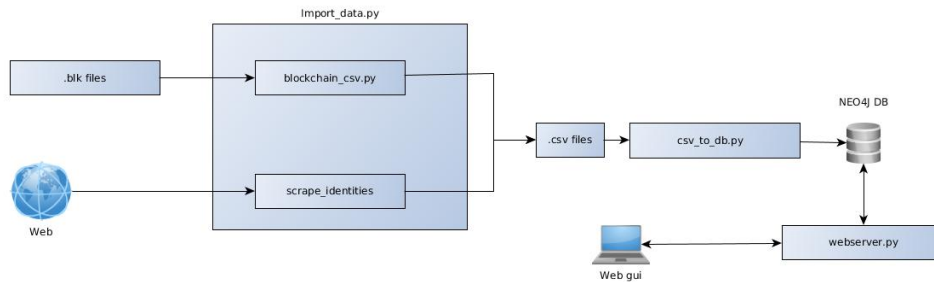 Import_data.py
.blk files
blockchain_csv.py
NEO4J DB
.csv files
csv_to_db.py
scrape_identities
Web
webserver.py
Web gui